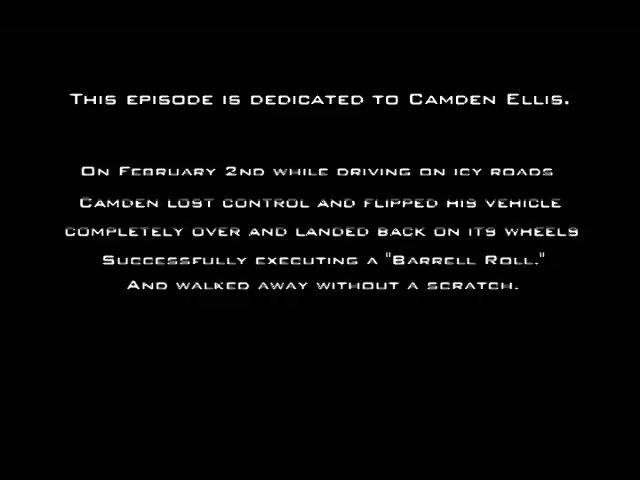 This episode is dedicated to Camden Ellis.
On February 2nd while driving on icy roads
Camden lost control and flipped his vehicle
completely over and landed back on its wheels
Successfully executing a "Barrell Roll."
And walked away without a scratch.